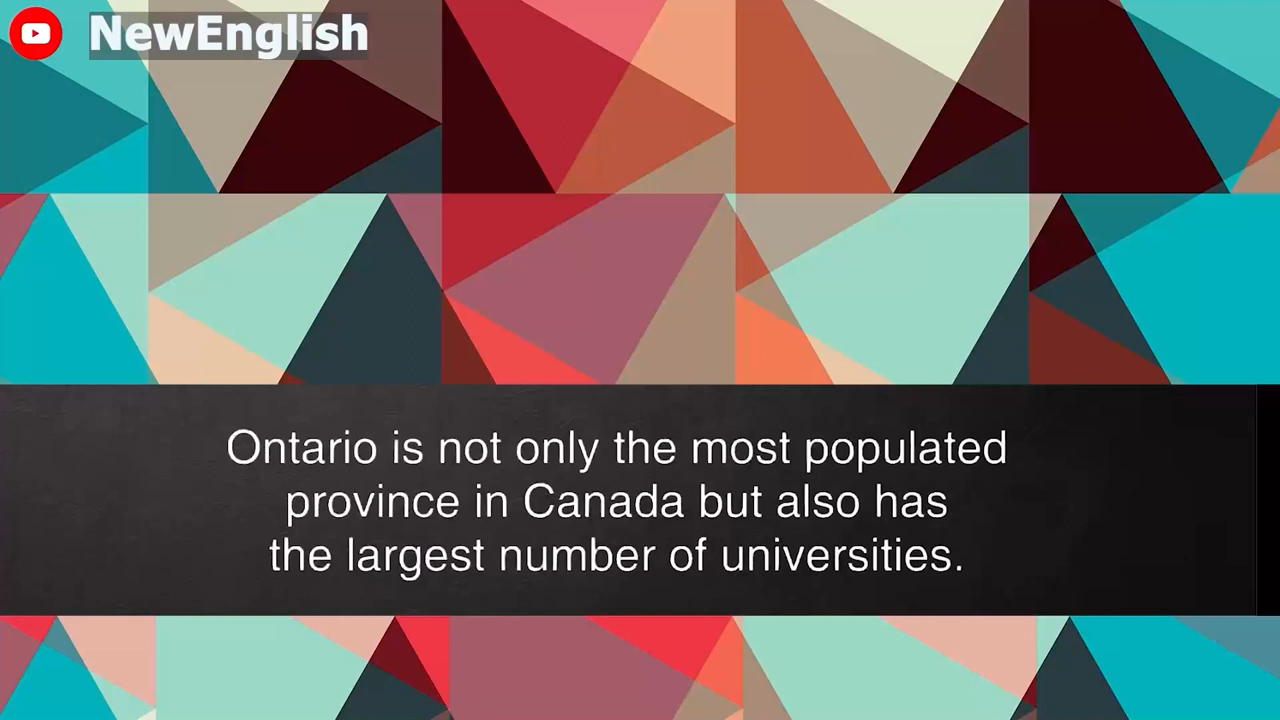 NewEnglish
Ontario is not only the most populated
province in Canada but also has
the largest number of universities.